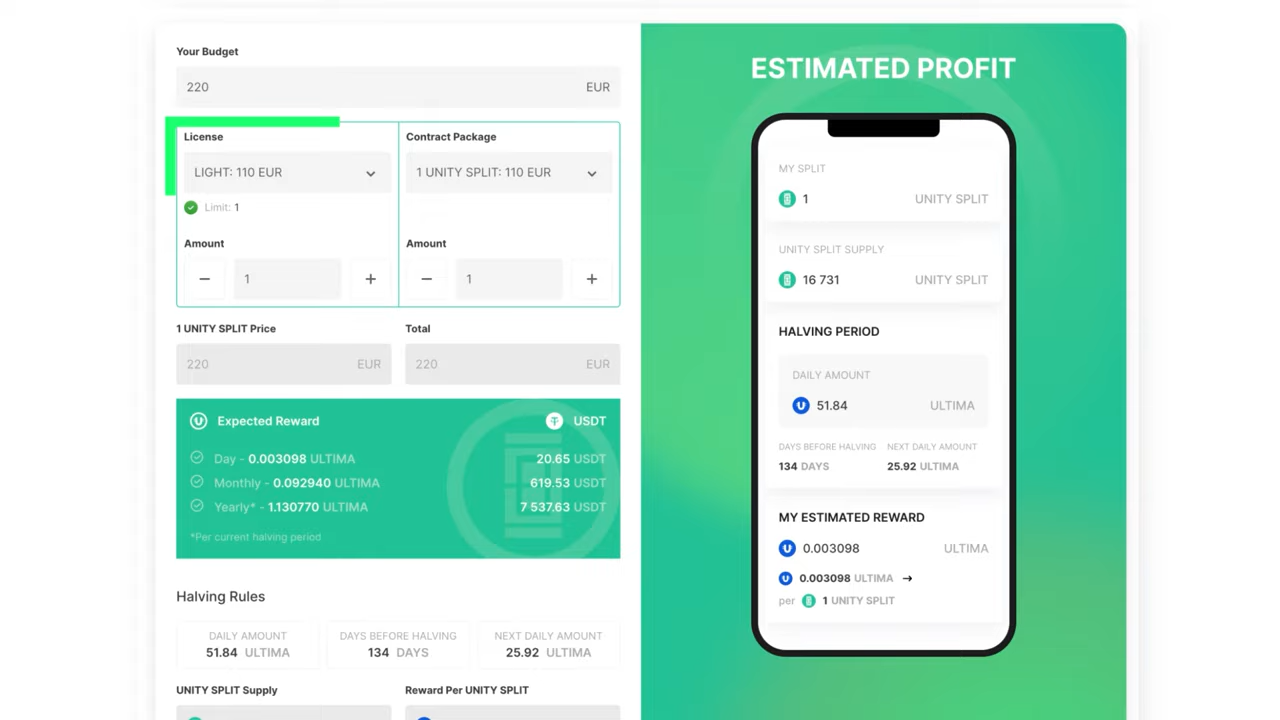 Your Budget
220 EUR
License
LIGHT: 110 EUR
Limit: 1
Amount
− 1 +
Contract Package
1 UNITY SPLIT: 110 EUR
Amount
− 1 +
1 UNITY SPLIT Price
220 EUR
Total
220 EUR
Expected Reward USDT
Day - 0.003098 ULTIMA 20.65 USDT
Monthly - 0.092940 ULTIMA 619.53 USDT
Yearly* - 1.130770 ULTIMA 7 537.63 USDT
*Per current halving period
Halving Rules
DAILY AMOUNT
51.84 ULTIMA
DAYS BEFORE HALVING
134 DAYS
NEXT DAILY AMOUNT
25.92 ULTIMA
UNITY SPLIT Supply
Reward Per UNITY SPLIT
ESTIMATED PROFIT
MY SPLIT
1 UNITY SPLIT
UNITY SPLIT SUPPLY
16 731 UNITY SPLIT
HALVING PERIOD
DAILY AMOUNT
51.84 ULTIMA
DAYS BEFORE HALVING
134 DAYS
NEXT DAILY AMOUNT
25.92 ULTIMA
MY ESTIMATED REWARD
0.003098 ULTIMA
0.003098 ULTIMA →
per 1 UNITY SPLIT